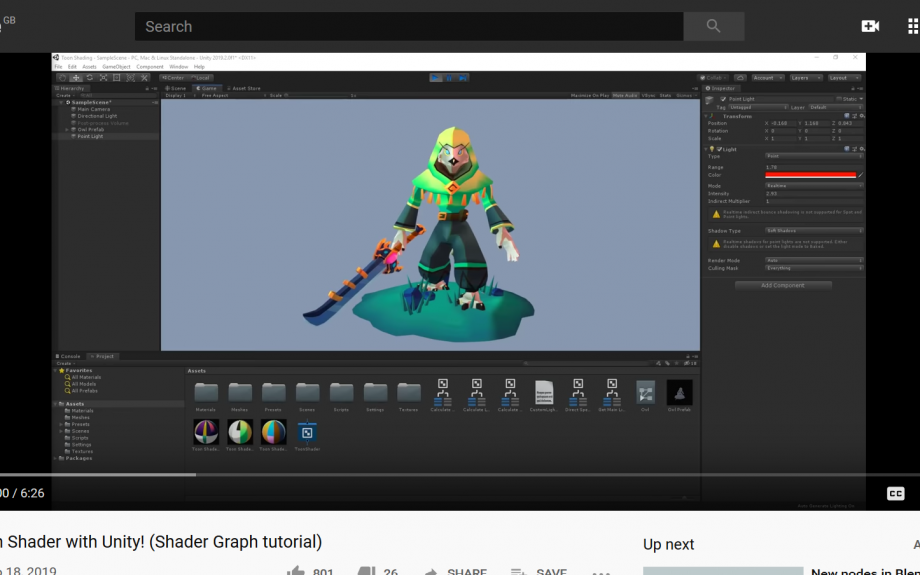 GB
Search
Toon Shading - SampleScene - PC, Mac & Linux Standalone - Unity 2019.2.0f1* <DX11>
File Edit Assets GameObject Component Window Help
Center Local
Collab Account Layers Layout
Hierarchy
Create
SampleScene*
Main Camera
Directional Light
Postprocess Volume
Owl Prefab
Point Light
Scene Game Asset Store
Display 1 Free Aspect Scale 1x
Maximize On Play Mute Audio VSync Stats Gizmos
Inspector
Point Light Static
Tag Untagged Layer Default
Transform
Position X -0.168 Y 1.168 Z 0.843
Rotation X 0 Y 0 Z 0
Scale X 1 Y 1 Z 1
Light
Type Point
Range 1.78
Color
Mode Realtime
Intensity 2.93
Indirect Multiplier 1
Realtime indirect bounce shadowing is not supported for Spot and Point lights.
Shadow Type Soft Shadows
Realtime shadows for point lights are not supported. Either disable shadows or set the light mode to Baked.
Render Mode Auto
Culling Mask Everything
Add Component
Console Project
Create
Favorites
All Materials
All Models
All Prefabs
Assets
Materials
Meshes
Presets
Scenes
Scripts
Settings
Textures
Packages
Assets
Materials Meshes Presets Scenes Scripts Settings Textures Calculate... Calculate L... Calculate... CustomLigh... Direct Spe... Get Main L... Owl Owl Prefab
Toon Shade... Toon Shade... Toon Shade... ToonShader
00 / 6:26
CC
Auto Generate Lighting On
n Shader with Unity! (Shader Graph tutorial)
Up next
18, 2019
801 26 SHARE SAVE
New nodes in Blen